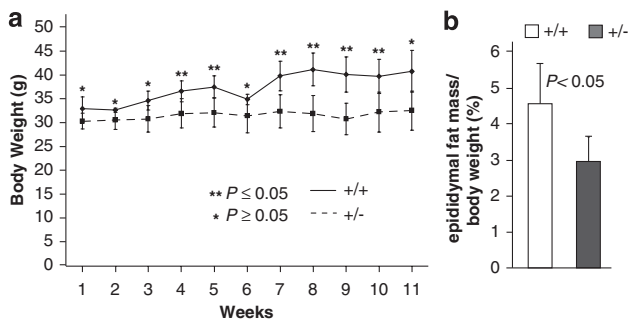 a
Body Weight (g)
50
45
40
35
30
25
20
15
10
5
0
* * * ** ** * ** ** ** ** *
** P ≤ 0.05
* P ≥ 0.05
+/+
+/-
1 2 3 4 5 6 7 8 9 10 11
Weeks
b
+/+ +/-
epididymal fat mass/
body weight (%)
6
5
4
3
2
1
0
P< 0.05